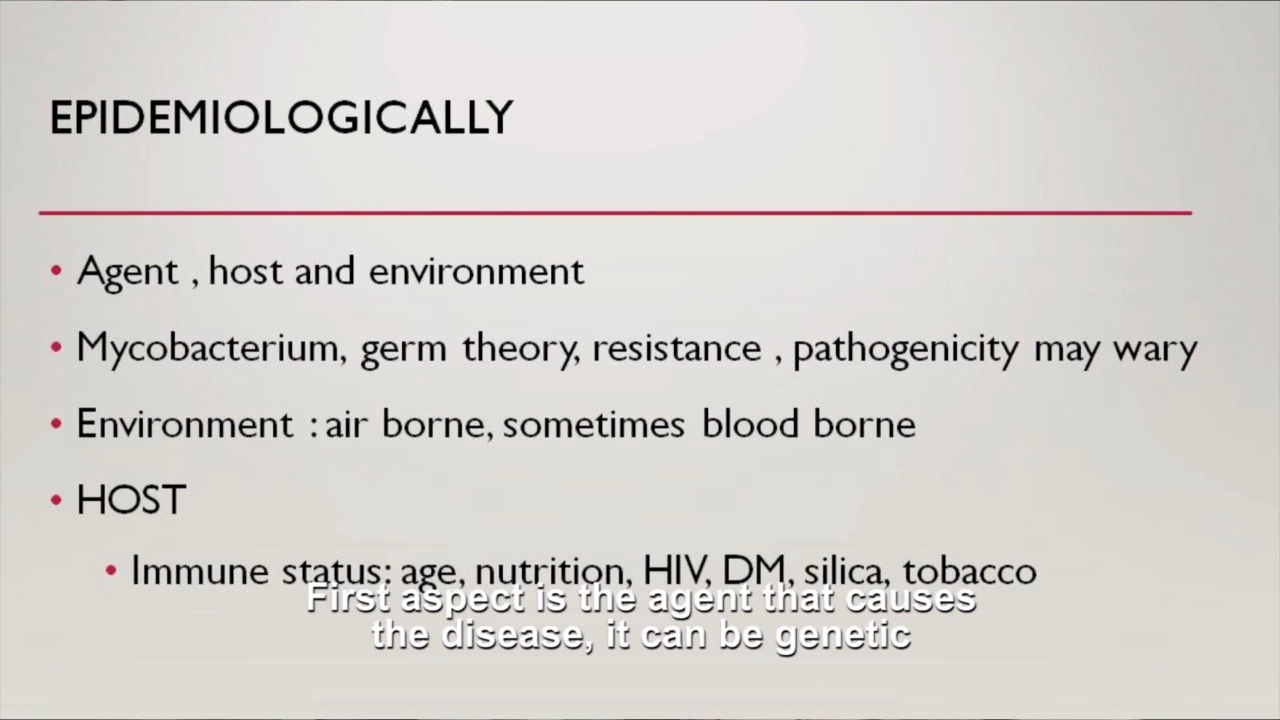 EPIDEMIOLOGICALLY
• Agent , host and environment
• Mycobacterium, germ theory, resistance , pathogenicity may wary
• Environment : air borne, sometimes blood borne
• HOST
• Immune status: age, nutrition, HIV, DM, silica, tobacco
First aspect is the agent that causes
the disease, it can be genetic